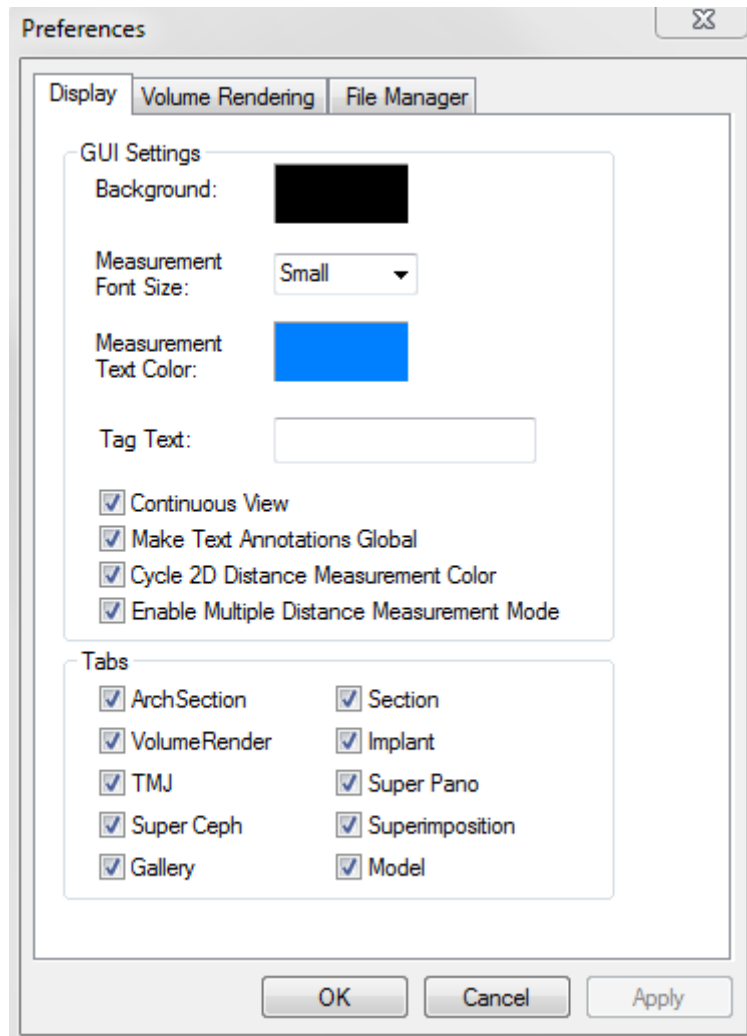 Preferences
Display Volume Rendering File Manager
GUI Settings
Background:
Measurement
Font Size:
Small
Measurement
Text Color:
Tag Text:
Continuous View
Make Text Annotations Global
Cycle 2D Distance Measurement Color
Enable Multiple Distance Measurement Mode
Tabs
ArchSection Section
VolumeRender Implant
TMJ Super Pano
Super Ceph Superimposition
Gallery Model
OK Cancel Apply